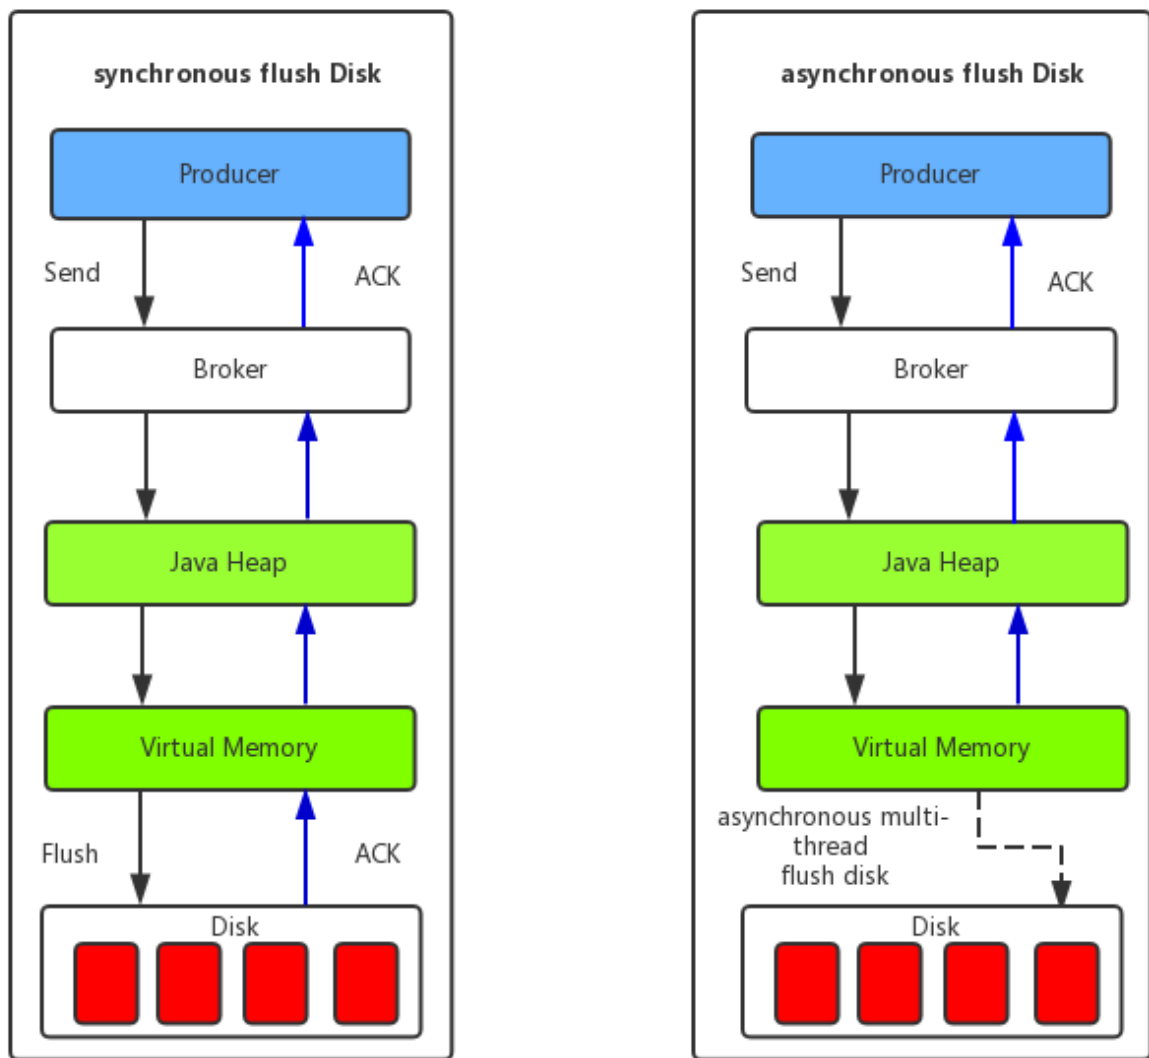 synchronous flush Disk
Producer
Send
ACK
Broker
Java Heap
Virtual Memory
Flush
ACK
Disk
asynchronous flush Disk
Producer
Send
ACK
Broker
Java Heap
Virtual Memory
asynchronous multi-
thread
flush disk
Disk